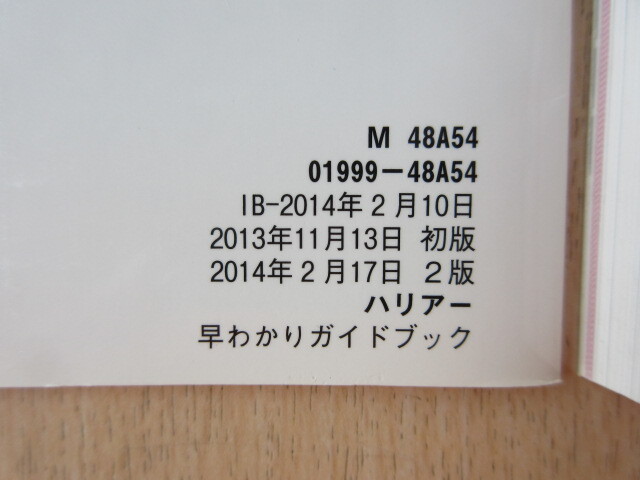 M 48A54
01999-48A54
IB-2014年2月10日
2013年11月13日 初版
2014年2月17日 2版
ハリアー
早わかりガイドブック